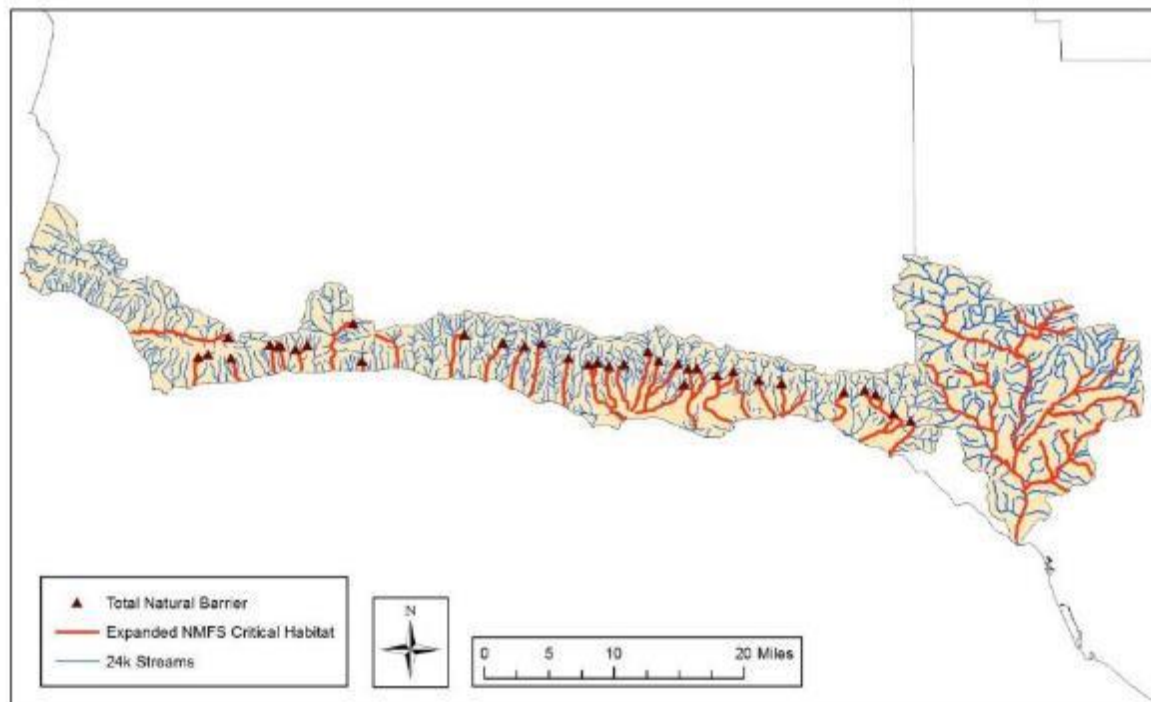 Total Natural Barrier
Expanded NMFS Critical Habitat
24k Streams
N
0 5 10 20 Miles